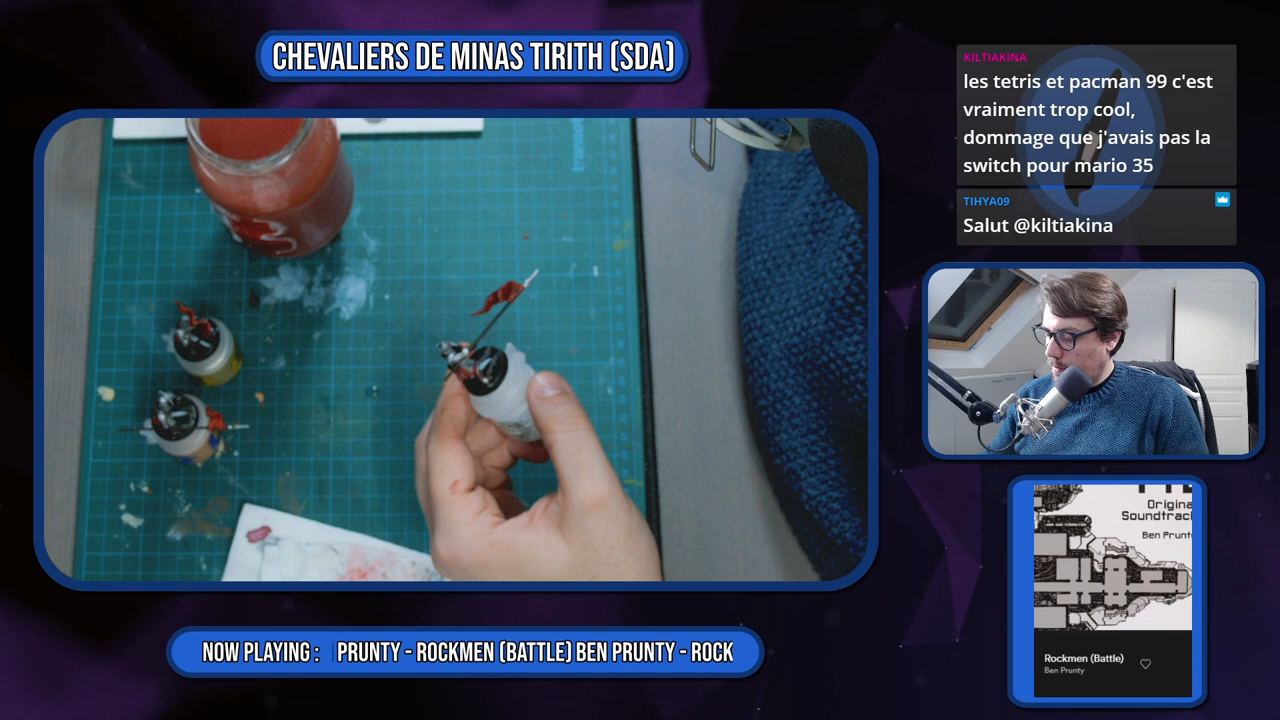 CHEVALIERS DE MINAS TIRITH (SDA)
KILTIAKINA
les tetris et pacman 99 c'est
vraiment trop cool,
dommage que j'avais pas la
switch pour mario 35
TIHYA09
Salut @kiltiakina
Original
Soundtrack
Ben Prunty
Rockmen (Battle)
Ben Prunty
NOW PLAYING : PRUNTY - ROCKMEN (BATTLE) BEN PRUNTY - ROCK